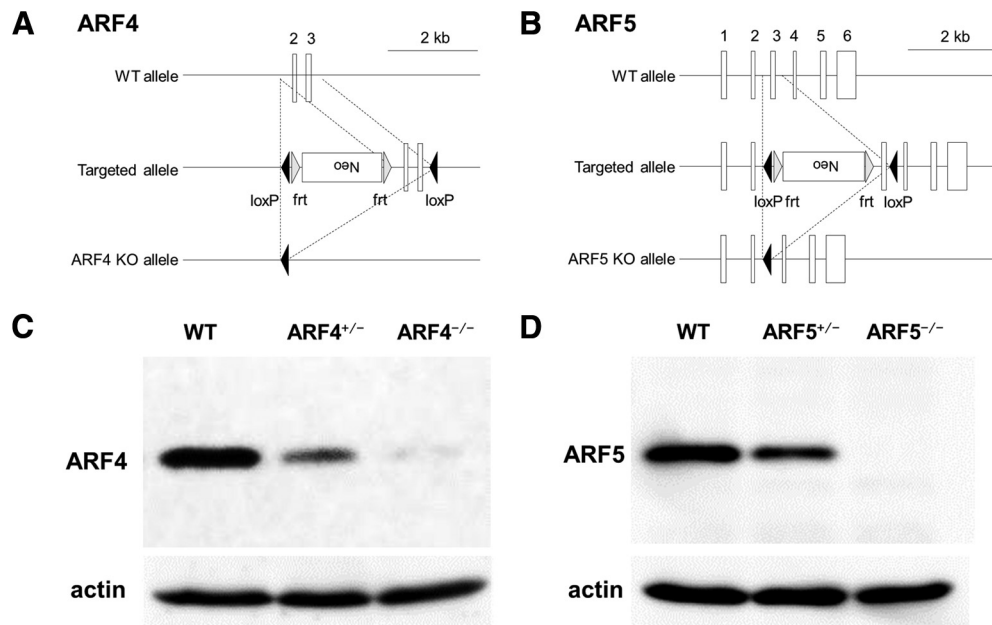 A ARF4
2 3
2 kb
WT allele
Targeted allele
Neo
loxP frt frt loxP
ARF4 KO allele
B ARF5
1 2 3 4 5 6
2 kb
WT allele
Targeted allele
Neo
loxP frt frt loxP
ARF5 KO allele
C WT ARF4+/− ARF4−/−
ARF4
actin
D WT ARF5+/− ARF5−/−
ARF5
actin